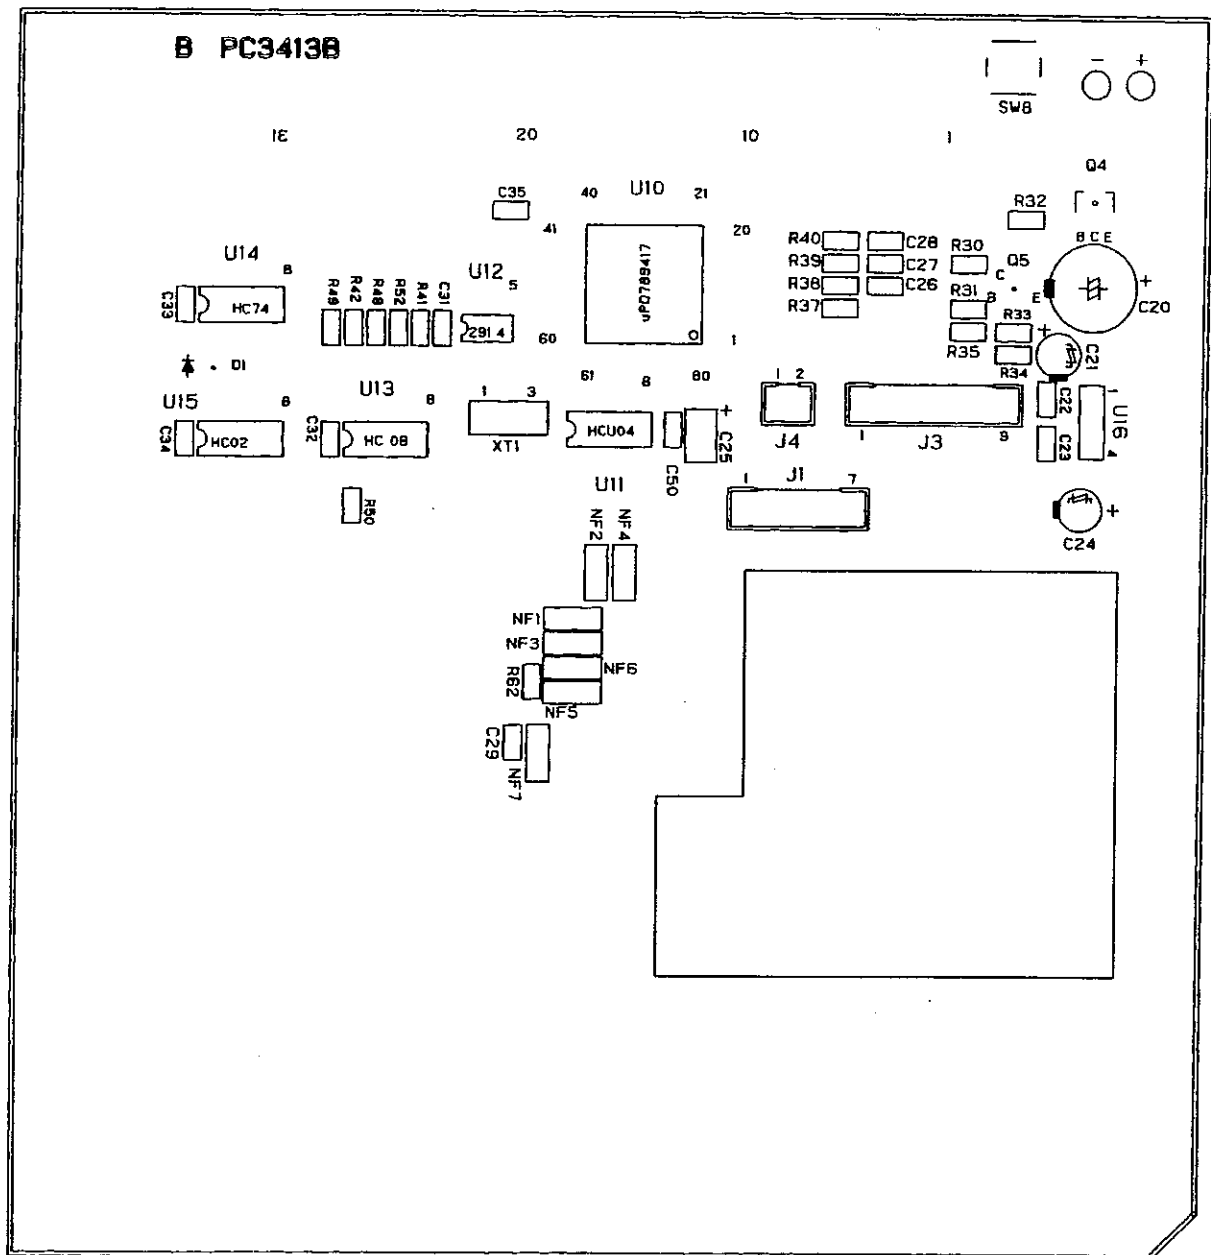 B PC3413B
- +
SW8
20 10 1
Q4
C35 40 U10 21
R32
41 20
R40 C28 R30
BCE
U14 8
R39 C27 Q5
U12 5
R38 C26 C
+
C33 HC74
R49 R42 R48 R52 R41 C31
R37 R31 B E R33
C20
2914 60 1
R35 + C21
R34
D1
U13
61 8 80
1 2
U15 8 8
1 3
C22 1
C34 HC02 C32 HC 08
HCU04
+
C25
1 9
U16
XT1
J4 J3
C23 4
C50
U11
1 J1 7
R50
NF2 NF4
+
C24
NF1
NF3
R62 NF6
NF5
C29
NF7